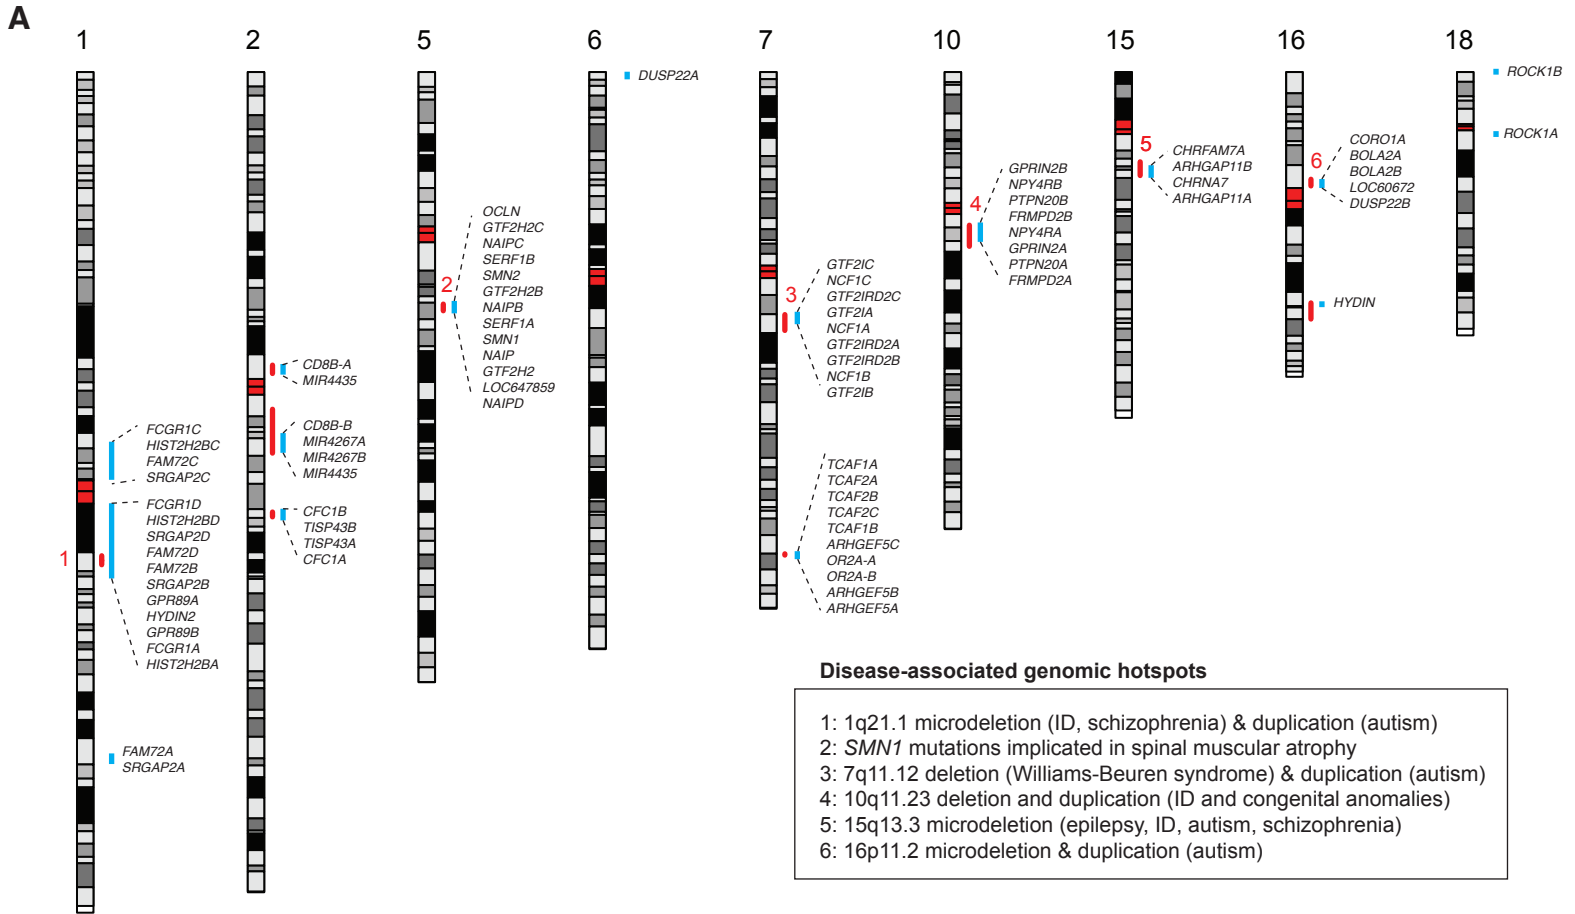 A
1 2 5 6 7 10 15 16 18
DUSP22A
ROCK1B
ROCK1A
5
CHRFAM7A
ARHGAP11B
CHRNA7
ARHGAP11A
6
CORO1A
BOLA2A
BOLA2B
LOC60672
DUSP22B
HYDIN
4
GPRIN2B
NPY4RB
PTPN20B
FRMPD2B
NPY4RA
GPRIN2A
PTPN20A
FRMPD2A
2
OCLN
GTF2H2C
NAIPC
SERF1B
SMN2
GTF2H2B
NAIPB
SERF1A
SMN1
NAIP
GTF2H2
LOC647859
NAIPD
3
GTF2IC
NCF1C
GTF2IRD2C
GTF2IA
NCF1A
GTF2IRD2A
GTF2IRD2B
NCF1B
GTF2IB
CD8B-A
MIR4435
CD8B-B
MIR4267A
MIR4267B
MIR4435
CFC1B
TISP43B
TISP43A
CFC1A
FCGR1C
HIST2H2BC
FAM72C
SRGAP2C
1
FCGR1D
HIST2H2BD
SRGAP2D
FAM72D
FAM72B
SRGAP2B
GPR89A
HYDIN2
GPR89B
FCGR1A
HIST2H2BA
FAM72A
SRGAP2A
TCAF1A
TCAF2A
TCAF2B
TCAF2C
TCAF1B
ARHGEF5C
OR2A-A
OR2A-B
ARHGEF5B
ARHGEF5A
Disease-associated genomic hotspots
1: 1q21.1 microdeletion (ID, schizophrenia) & duplication (autism)
2: SMN1 mutations implicated in spinal muscular atrophy
3: 7q11.12 deletion (Williams-Beuren syndrome) & duplication (autism)
4: 10q11.23 deletion and duplication (ID and congenital anomalies)
5: 15q13.3 microdeletion (epilepsy, ID, autism, schizophrenia)
6: 16p11.2 microdeletion & duplication (autism)